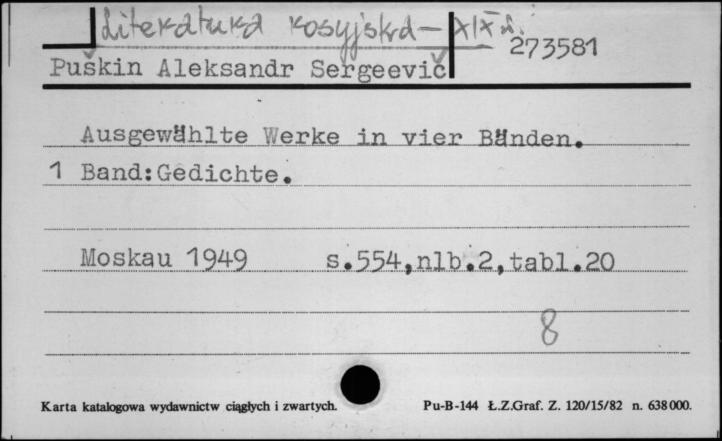 Literatura rosyjska - XIX w.
273581
Puškin Aleksandr Sergeevič
Ausgewählte Werke in vier Bänden.
1 Band:Gedichte.
Moskau 1949 s.554,nlb.2,tabl.20
8
Karta katalogowa wydawnictw ciągłych i zwartych. Pu-B-144 Ł.Z.Graf. Z. 120/15/82 n. 638000.